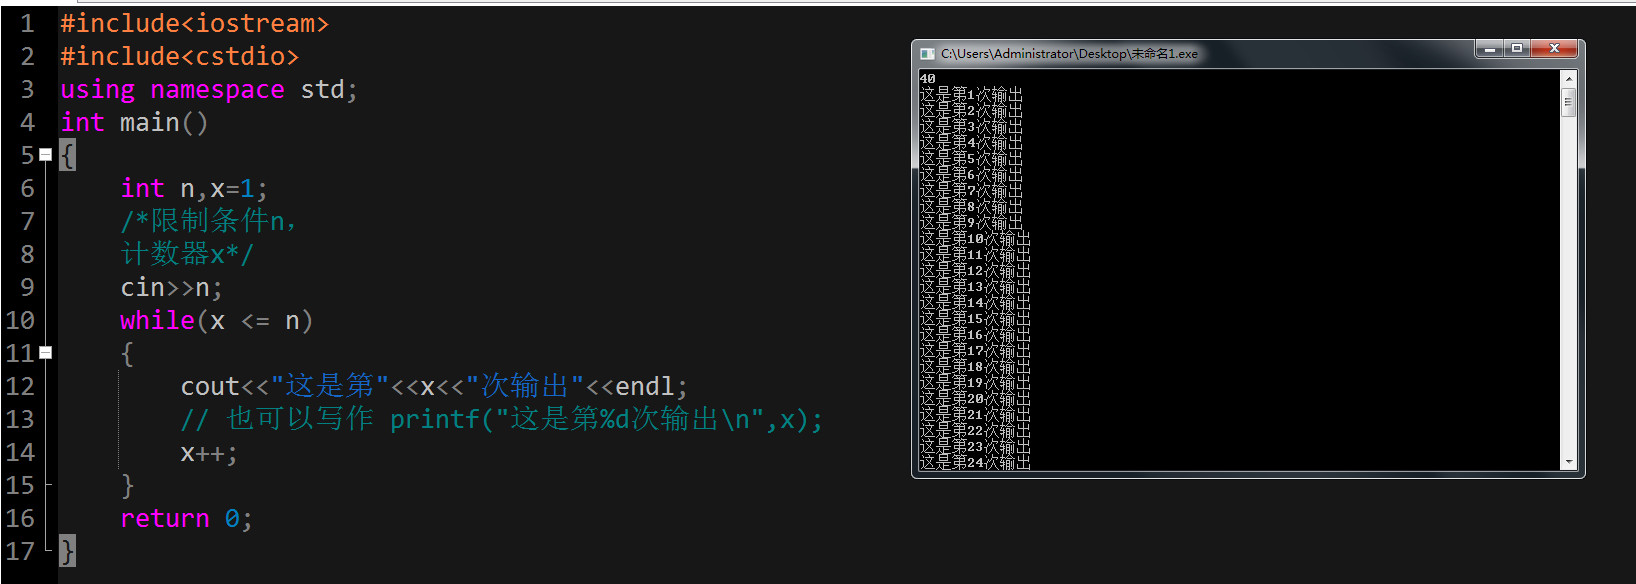 1 #include<iostream>
2 #include<cstdio>
3 using namespace std;
4 int main()
5 {
6 int n,x=1;
7 /*限制条件n，
8 计数器x*/
9 cin>>n;
10 while(x <= n)
11 {
12 cout<<"这是第"<<x<<"次输出"<<endl;
13 // 也可以写作 printf("这是第%d次输出\n",x);
14 x++;
15 }
16 return 0;
17 }
C:\Users\Administrator\Desktop\未命名1.exe
40
这是第1次输出
这是第2次输出
这是第3次输出
这是第4次输出
这是第5次输出
这是第6次输出
这是第7次输出
这是第8次输出
这是第9次输出
这是第10次输出
这是第11次输出
这是第12次输出
这是第13次输出
这是第14次输出
这是第15次输出
这是第16次输出
这是第17次输出
这是第18次输出
这是第19次输出
这是第20次输出
这是第21次输出
这是第22次输出
这是第23次输出
这是第24次输出